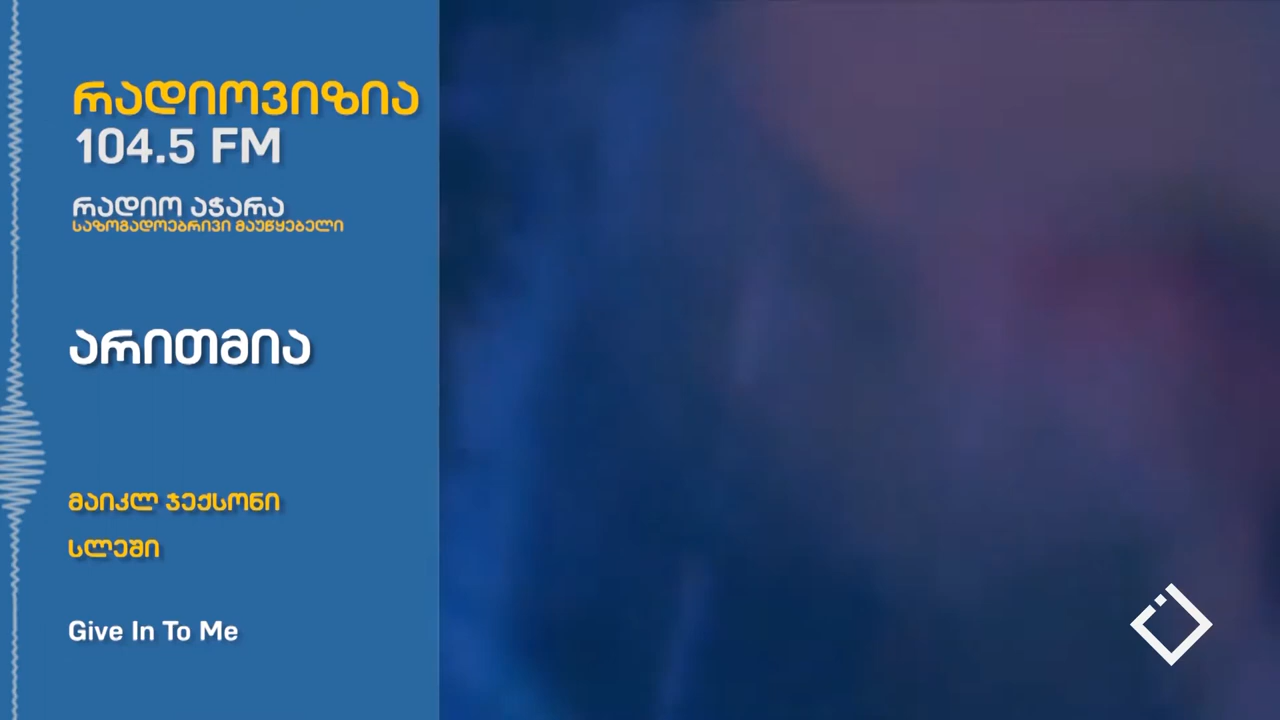 რადიოვიზია
104.5 FM
რადიო აჭარა
საზოგადოებრივი მაუწყებელი
არითმია
მაიკლ ჯექსონი
სლეში
Give In To Me